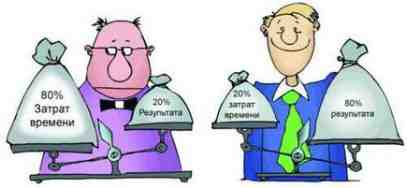 80%
Затрат
времени
20%
Результата
20%
затрат
времени
80%
результата